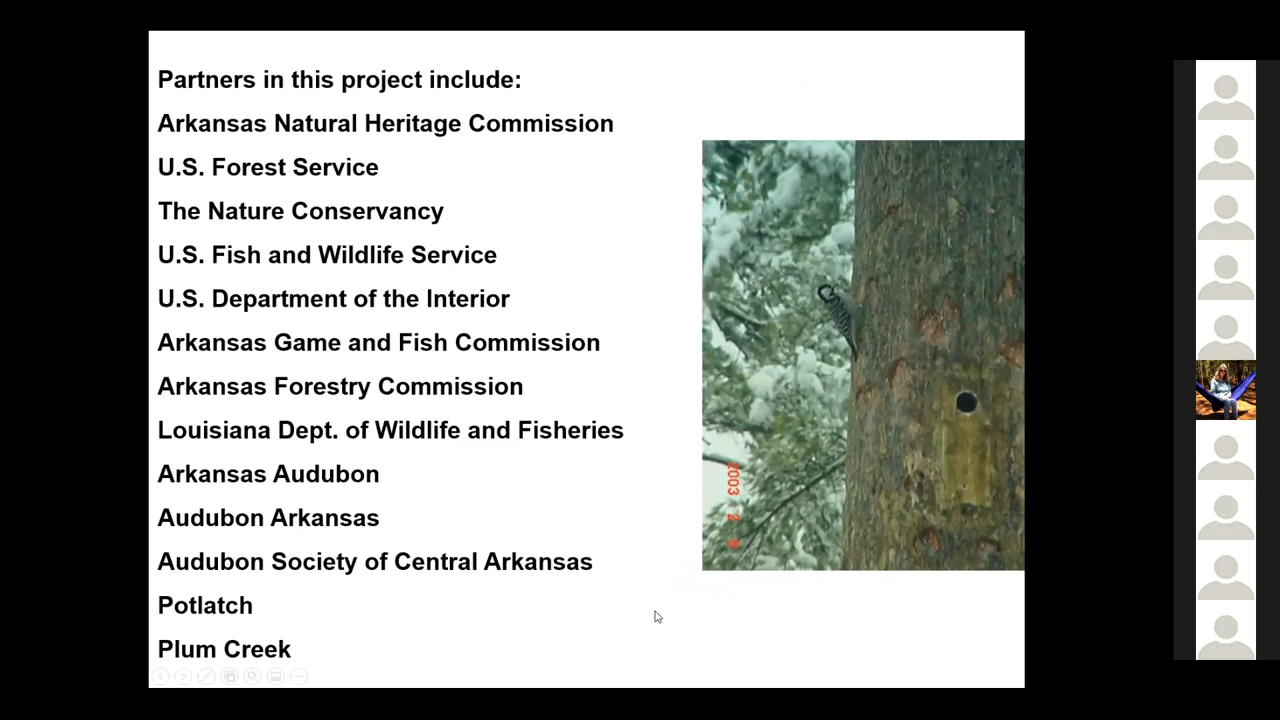 Partners in this project include:
Arkansas Natural Heritage Commission
U.S. Forest Service
The Nature Conservancy
U.S. Fish and Wildlife Service
U.S. Department of the Interior
Arkansas Game and Fish Commission
Arkansas Forestry Commission
Louisiana Dept. of Wildlife and Fisheries
Arkansas Audubon
Audubon Arkansas
Audubon Society of Central Arkansas
Potlatch
Plum Creek
2003 2